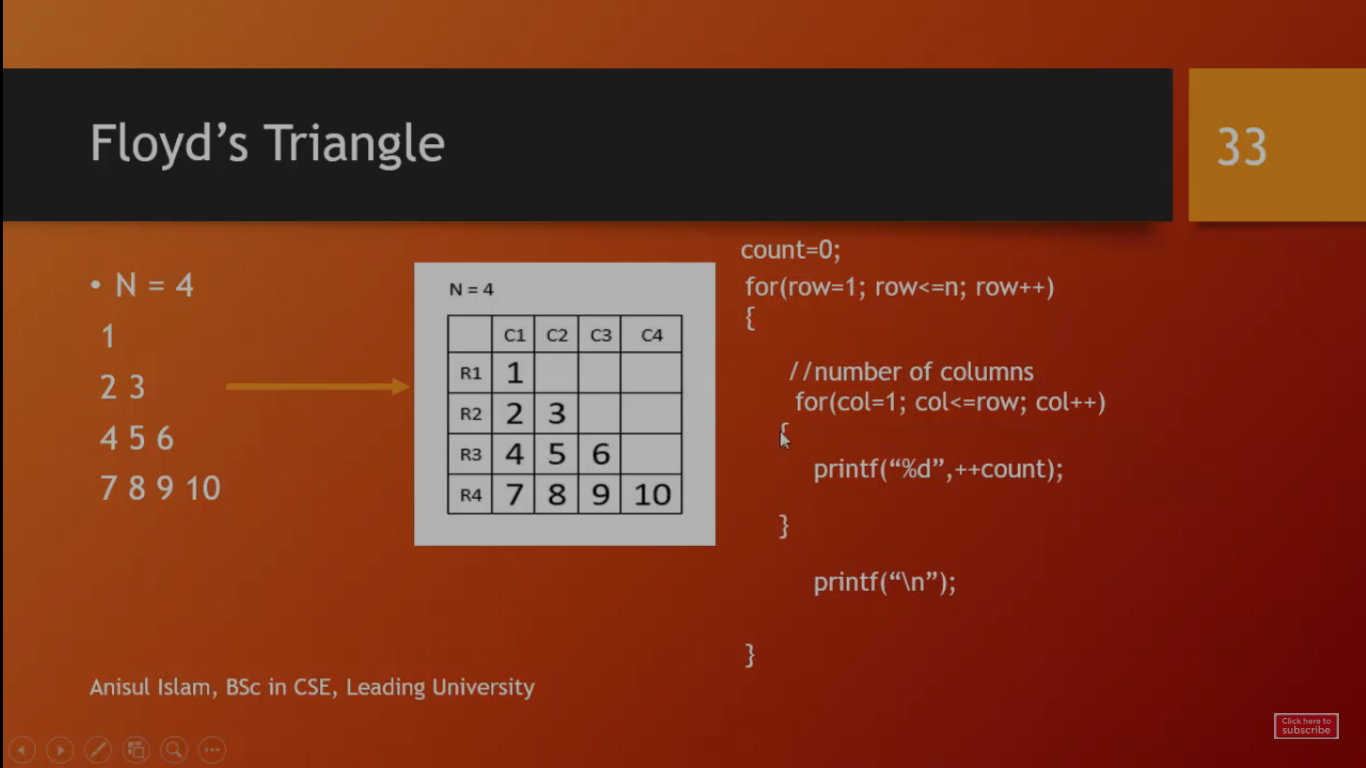 Floyd’s Triangle
33
• N = 4
1
2 3
4 5 6
7 8 9 10
N = 4
C1 C2 C3 C4
R1 1
R2 2 3
R3 4 5 6
R4 7 8 9 10
count=0;
for(row=1; row<=n; row++)
{
//number of columns
for(col=1; col<=row; col++)
{
printf(“%d”,++count);
}
printf(“\n”);
}
Anisul Islam, BSc in CSE, Leading University
Click here to
subscribe